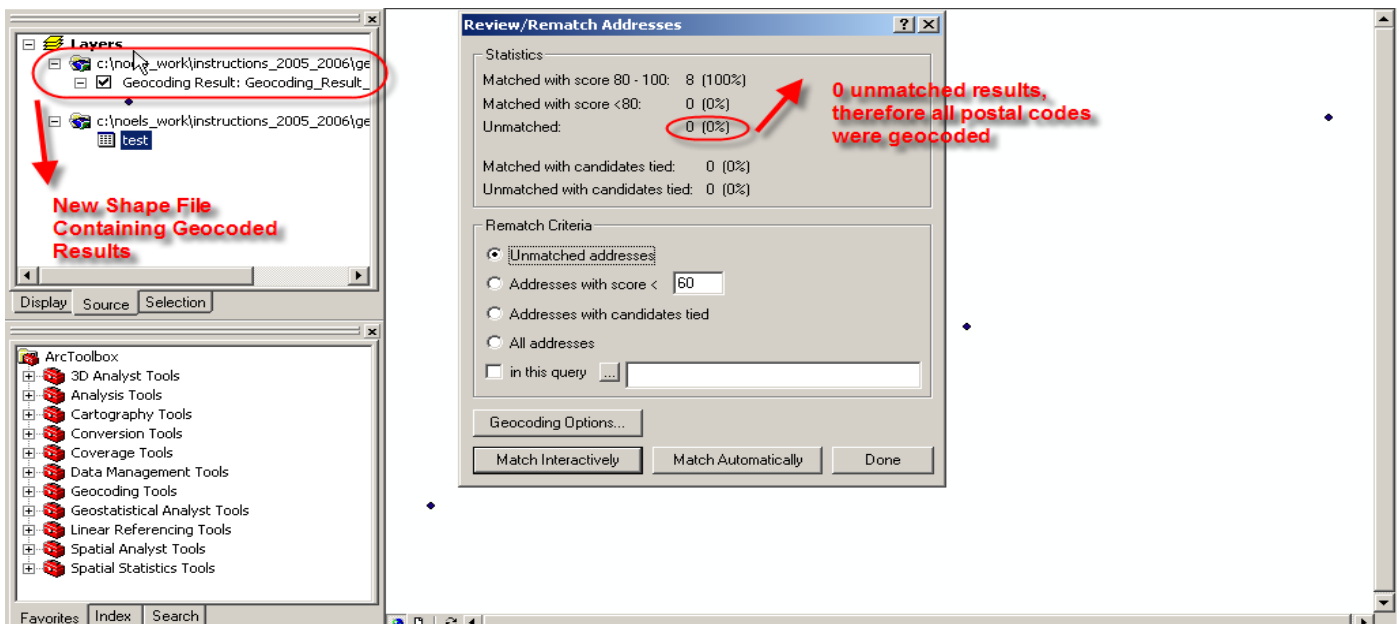 Layers
c:\noels_work\instructions_2005_2006\ge
Geocoding Result: Geocoding_Result_
c:\noels_work\instructions_2005_2006\ge
test
New Shape File
Containing Geocoded
Results
Display Source Selection
ArcToolbox
3D Analyst Tools
Analysis Tools
Cartography Tools
Conversion Tools
Coverage Tools
Data Management Tools
Geocoding Tools
Geostatistical Analyst Tools
Linear Referencing Tools
Spatial Analyst Tools
Spatial Statistics Tools
Favorites Index Search
Review/Rematch Addresses
Statistics
Matched with score 80 - 100: 8 (100%)
Matched with score <80: 0 (0%)
Unmatched: 0 (0%)
Matched with candidates tied: 0 (0%)
Unmatched with candidates tied: 0 (0%)
0 unmatched results,
therefore all postal codes
were geocoded
Rematch Criteria
Unmatched addresses
Addresses with score < 60
Addresses with candidates tied
All addresses
in this query ...
Geocoding Options...
Match Interactively Match Automatically Done